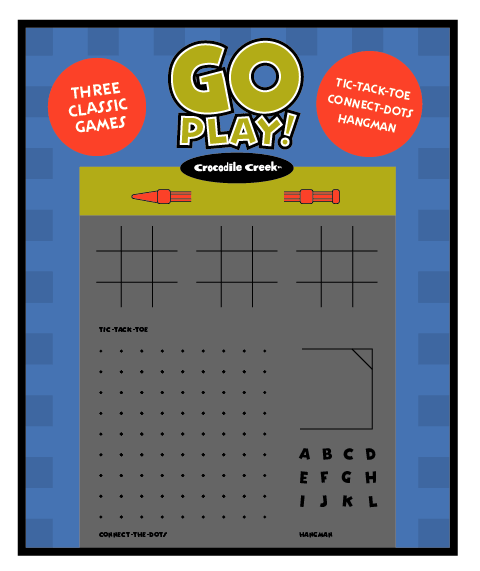 GO
PLAY!
THREE
CLASSIC
GAMES
TIC-TACK-TOE
CONNECT-DOTS
HANGMAN
Crocodile Creek™
TIC-TACK-TOE
A B C D
E F G H
I J K L
CONNECT-THE-DOTS
HANGMAN